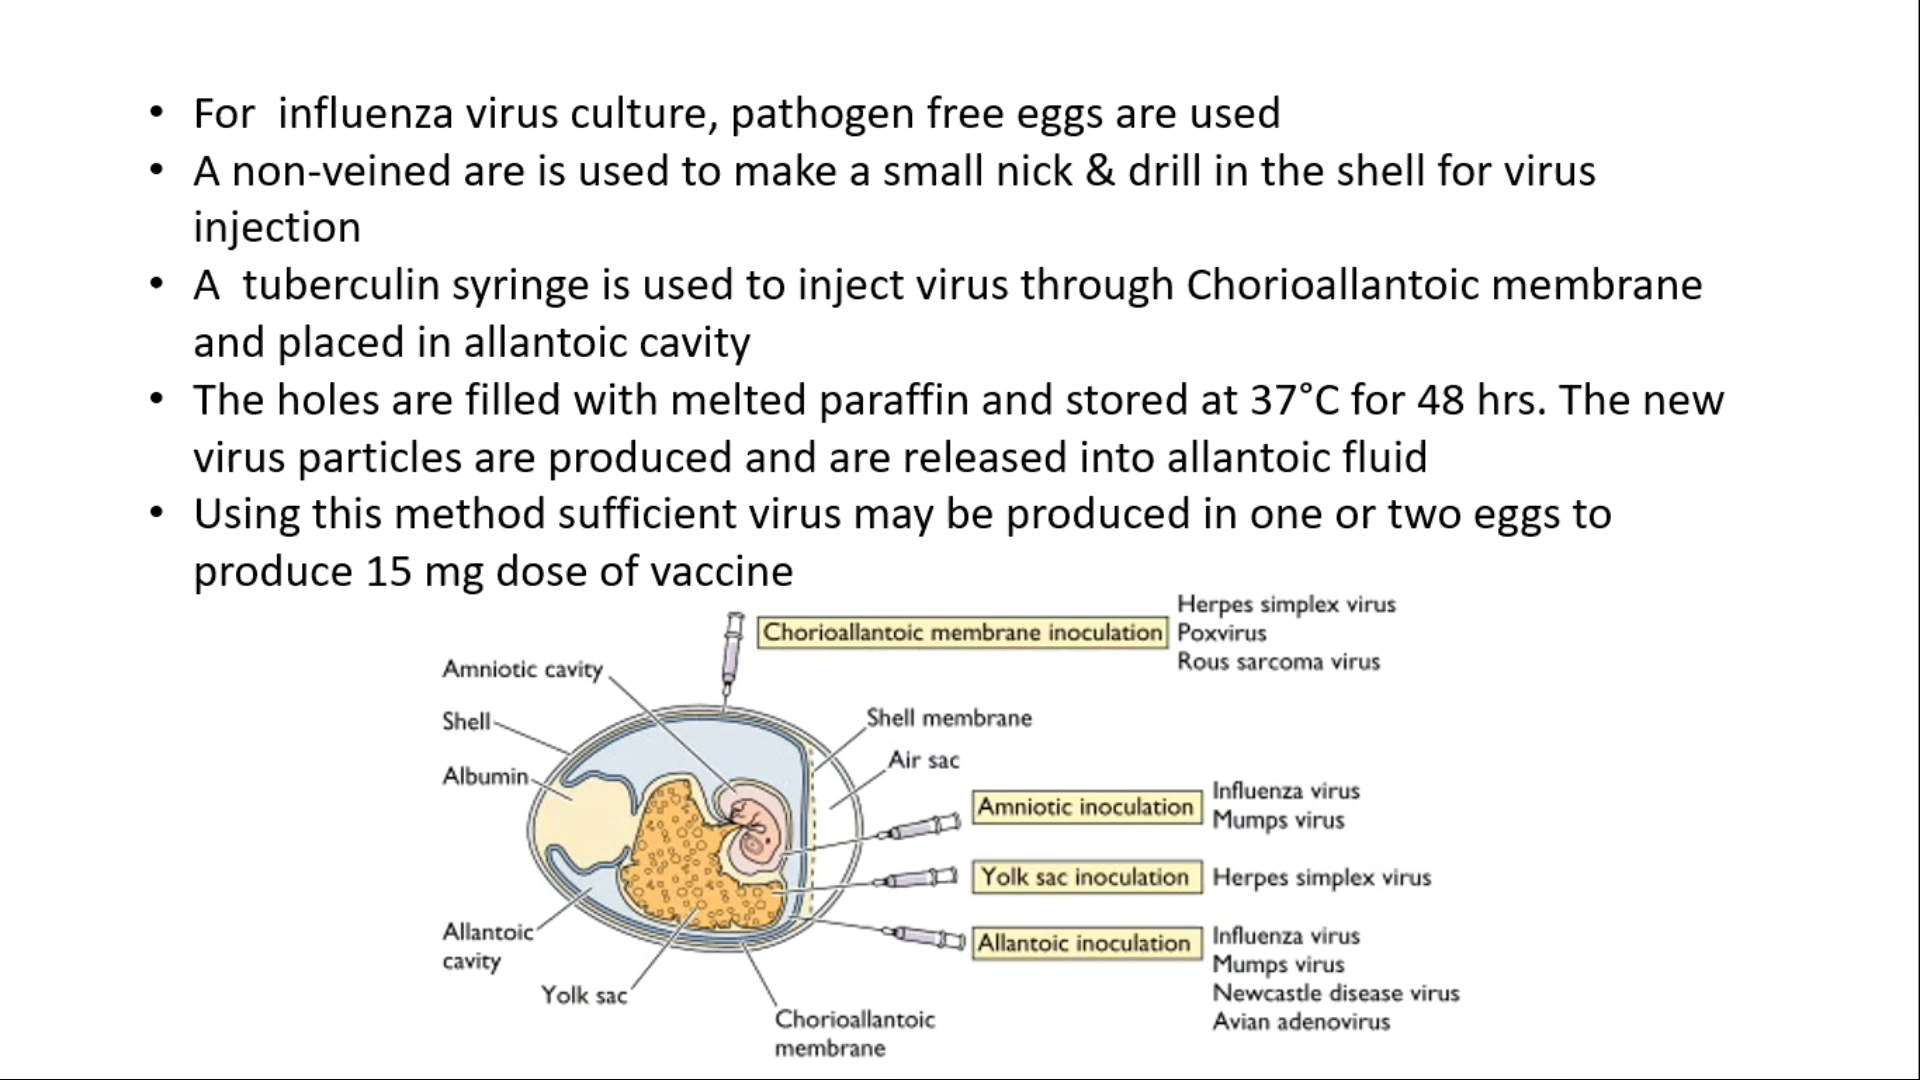 • For  influenza virus culture, pathogen free eggs are used
• A non-veined are is used to make a small nick & drill in the shell for virus
injection
• A  tuberculin syringe is used to inject virus through Chorioallantoic membrane
and placed in allantoic cavity
• The holes are filled with melted paraffin and stored at 37°C for 48 hrs. The new
virus particles are produced and are released into allantoic fluid
• Using this method sufficient virus may be produced in one or two eggs to
produce 15 mg dose of vaccine
Chorioallantoic membrane inoculation
Herpes simplex virus
Poxvirus
Rous sarcoma virus
Amniotic cavity
Shell
Albumin
Shell membrane
Air sac
Amniotic inoculation
Influenza virus
Mumps virus
Yolk sac inoculation
Herpes simplex virus
Allantoic inoculation
Influenza virus
Mumps virus
Newcastle disease virus
Avian adenovirus
Allantoic
cavity
Yolk sac
Chorioallantoic
membrane